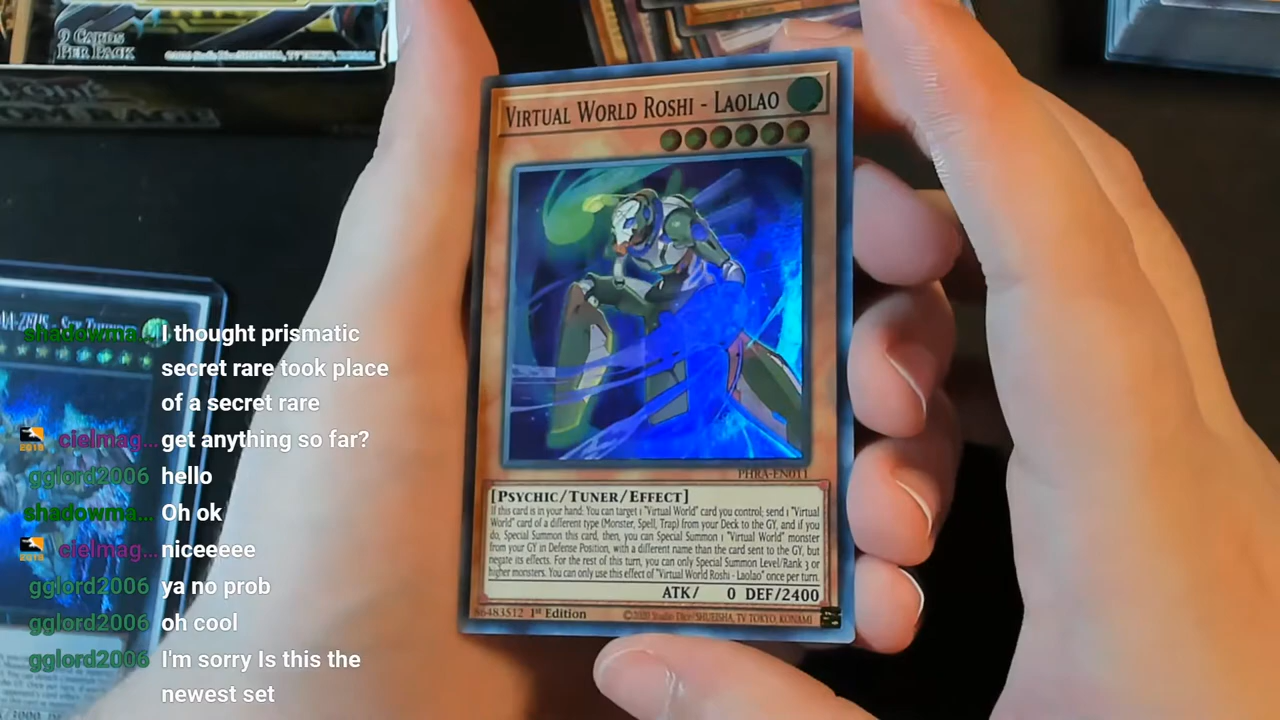 9 CARDS
PER PACK
VIRTUAL WORLD ROSHI - LAOLAO
PHRA-EN011
[PSYCHIC/TUNER/EFFECT]
If this card is in your hand: You can target 1 "Virtual World" card you control; send 1 "Virtual
World" card of a different type (Monster, Spell, Trap) from your Deck to the GY, and if you
do, Special Summon this card, then, you can Special Summon 1 "Virtual World" monster
from your GY in Defense Position, with a different name than the card sent to the GY, but
negate its effects. For the rest of this turn, you can only Special Summon Level/Rank 3 or
higher monsters. You can only use this effect of "Virtual World Roshi - Laolao" once per turn.
ATK/ 0 DEF/2400
86483512 1st Edition ©2020 Studio Dice/SHUEISHA, TV TOKYO, KONAMI
AA-ZEUS - SKY THUNDER
shadowma... I thought prismatic
secret rare took place
of a secret rare
cielmag... get anything so far?
gglord2006 hello
shadowma... Oh ok
cielmag... niceeeee
gglord2006 ya no prob
gglord2006 oh cool
gglord2006 I'm sorry Is this the
newest set